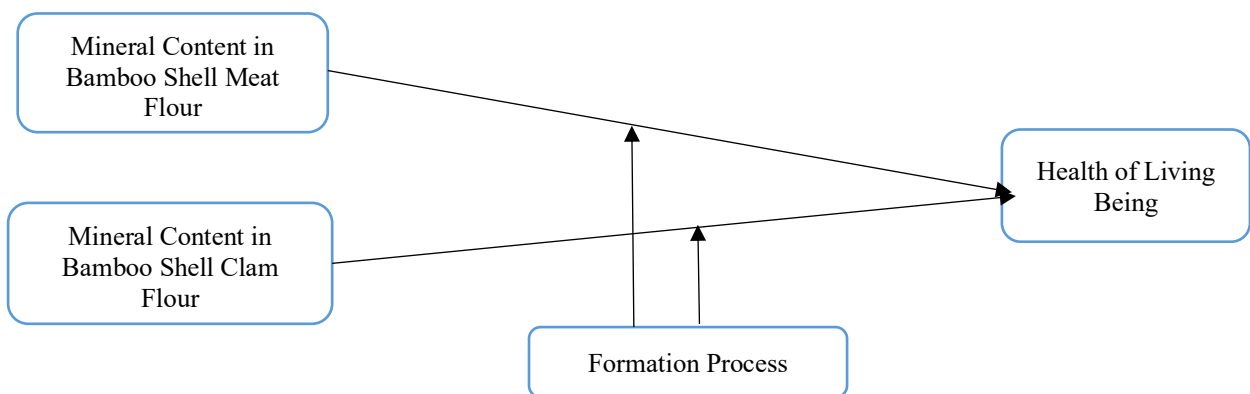 Mineral Content in
Bamboo Shell Meat
Flour
Mineral Content in
Bamboo Shell Clam
Flour
Health of Living
Being
Formation Process